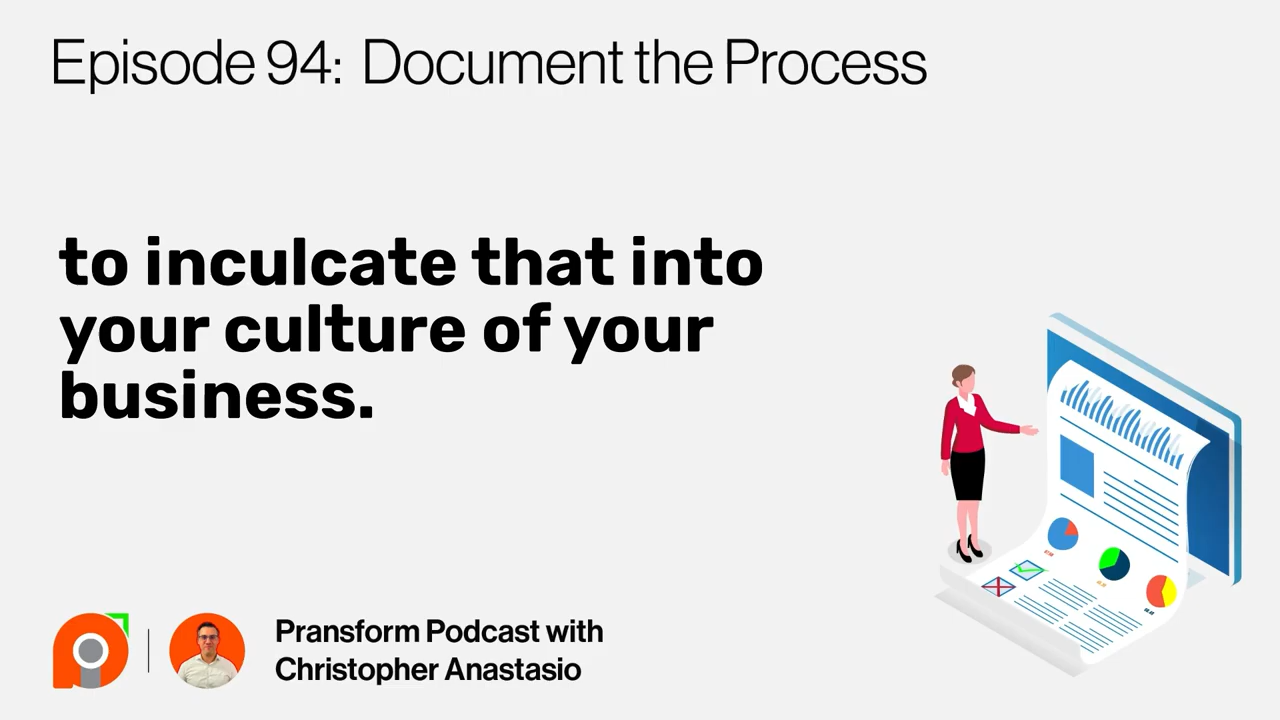 Episode 94: Document the Process
to inculcate that into
your culture of your
business.
Pransform Podcast with
Christopher Anastasio